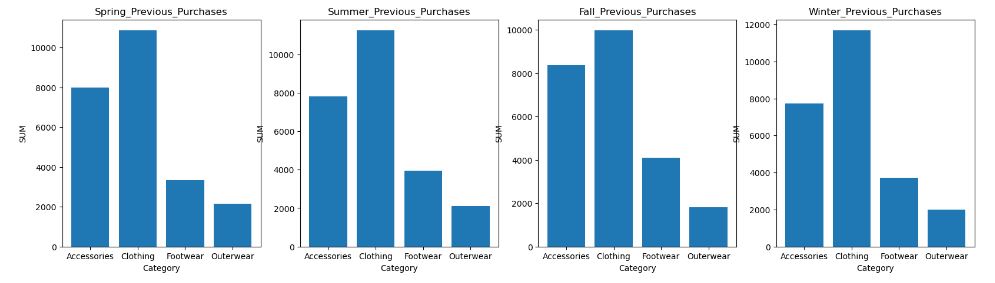 Spring_Previous_Purchases
SUM
10000
8000
6000
4000
2000
0
Accessories Clothing Footwear Outerwear
Category
Summer_Previous_Purchases
SUM
10000
8000
6000
4000
2000
0
Accessories Clothing Footwear Outerwear
Category
Fall_Previous_Purchases
SUM
10000
8000
6000
4000
2000
0
Accessories Clothing Footwear Outerwear
Category
Winter_Previous_Purchases
SUM
12000
10000
8000
6000
4000
2000
0
Accessories Clothing Footwear Outerwear
Category